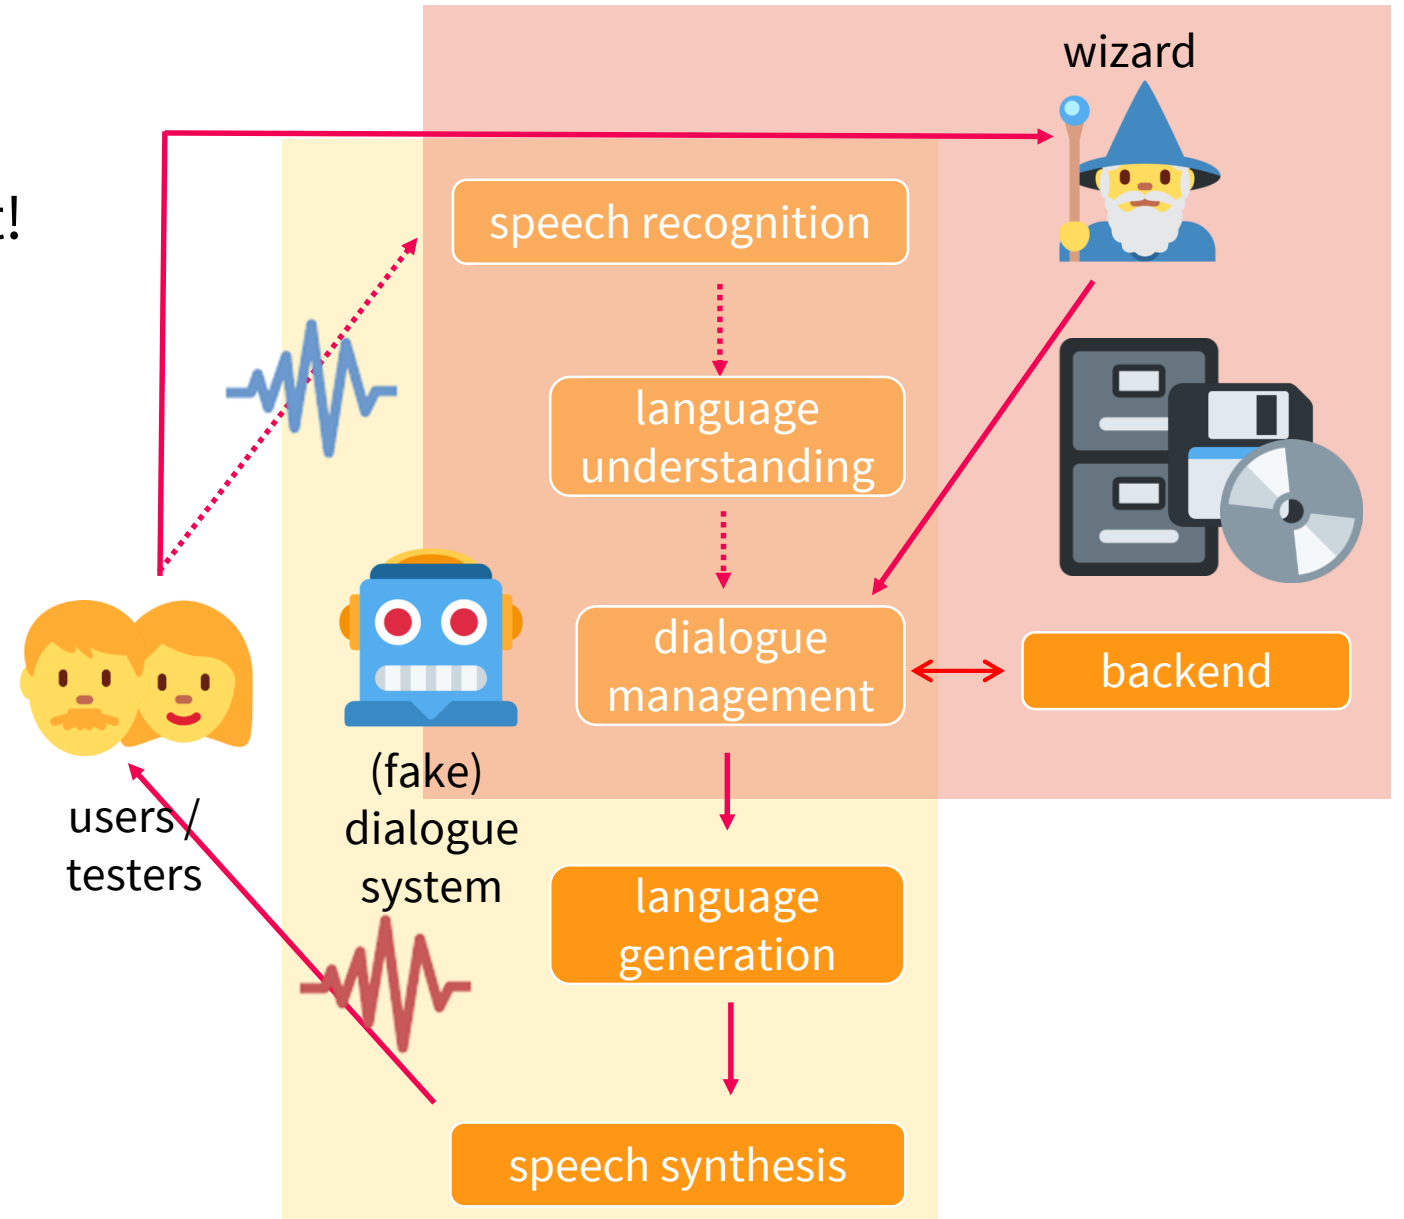 wizard
t!
speech recognition
language
understanding
dialogue
management
backend
(fake)
dialogue
system
users /
testers
language
generation
speech synthesis